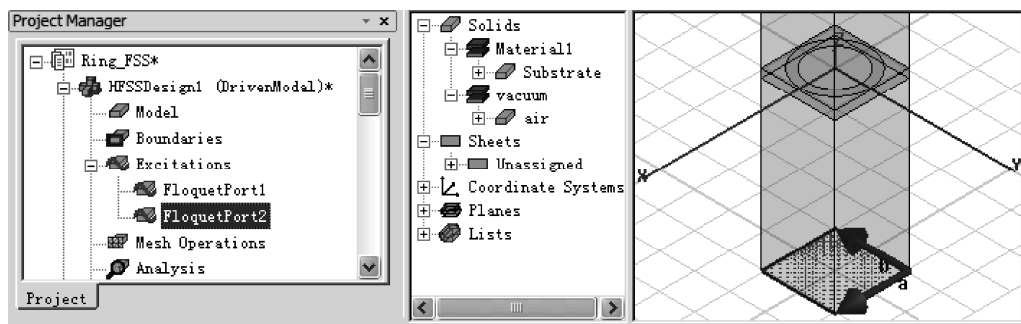 Project Manager
Ring_FSS*
HFSSDesign1 (DrivenModal)*
Model
Boundaries
Excitations
FloquetPort1
FloquetPort2
Mesh Operations
Analysis
Project
Solids
Material1
Substrate
vacuum
air
Sheets
Unassigned
Coordinate Systems
Planes
Lists
X
Y
b
a